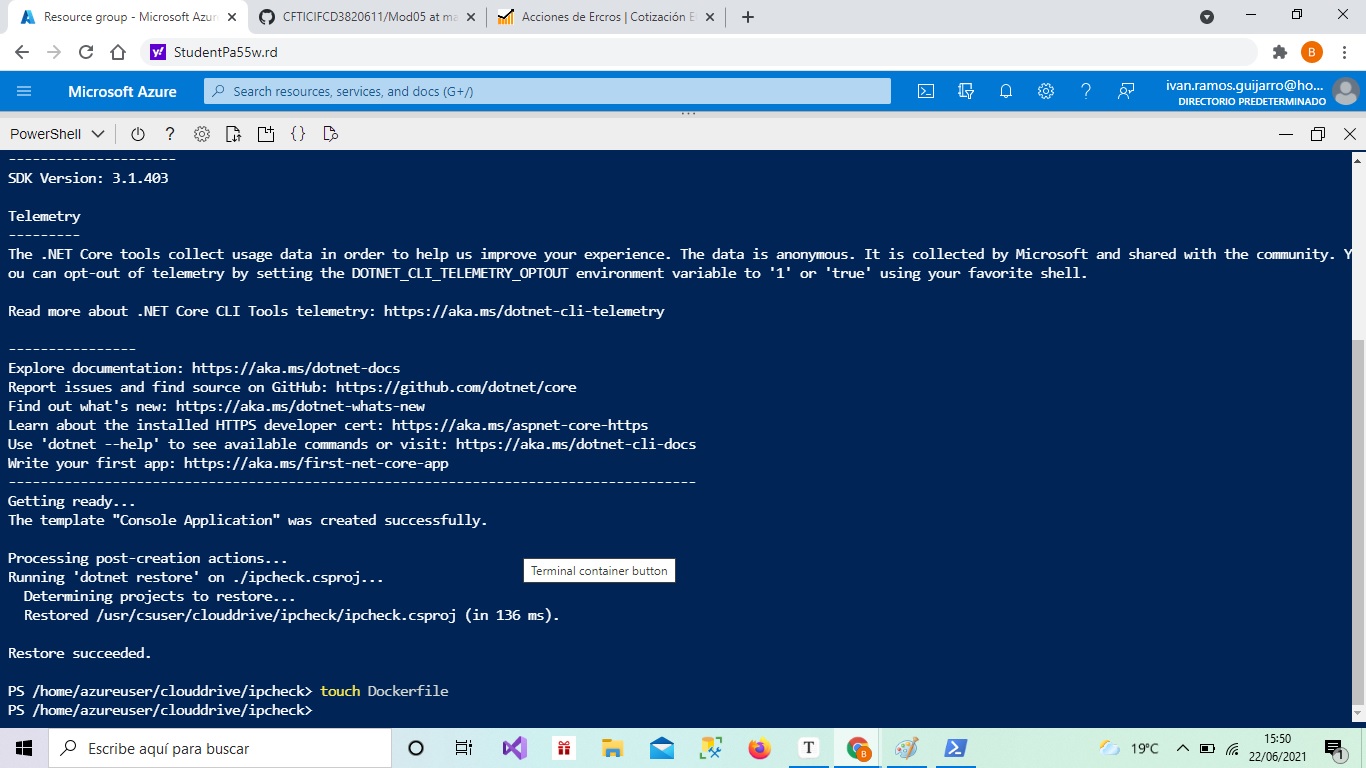 Resource group - Microsoft Azur
CFTICIFCD3820611/Mod05 at ma
Acciones de Ercros | Cotización E
StudentPa55w.rd
B
Microsoft Azure
Search resources, services, and docs (G+/)
ivan.ramos.guijarro@ho...
DIRECTORIO PREDETERMINADO
PowerShell
---------------------
SDK Version: 3.1.403
Telemetry
---------
The .NET Core tools collect usage data in order to help us improve your experience. The data is anonymous. It is collected by Microsoft and shared with the community. Y
ou can opt-out of telemetry by setting the DOTNET_CLI_TELEMETRY_OPTOUT environment variable to '1' or 'true' using your favorite shell.
Read more about .NET Core CLI Tools telemetry: https://aka.ms/dotnet-cli-telemetry
----------------
Explore documentation: https://aka.ms/dotnet-docs
Report issues and find source on GitHub: https://github.com/dotnet/core
Find out what's new: https://aka.ms/dotnet-whats-new
Learn about the installed HTTPS developer cert: https://aka.ms/aspnet-core-https
Use 'dotnet --help' to see available commands or visit: https://aka.ms/dotnet-cli-docs
Write your first app: https://aka.ms/first-net-core-app
--------------------------------------------------------------------------------------
Getting ready...
The template "Console Application" was created successfully.
Processing post-creation actions...
Running 'dotnet restore' on ./ipcheck.csproj...
Terminal container button
Determining projects to restore...
Restored /usr/csuser/clouddrive/ipcheck/ipcheck.csproj (in 136 ms).
Restore succeeded.
PS /home/azureuser/clouddrive/ipcheck> touch Dockerfile
PS /home/azureuser/clouddrive/ipcheck>
Escribe aquí para buscar
T
B
19°C
15:50
22/06/2021
1